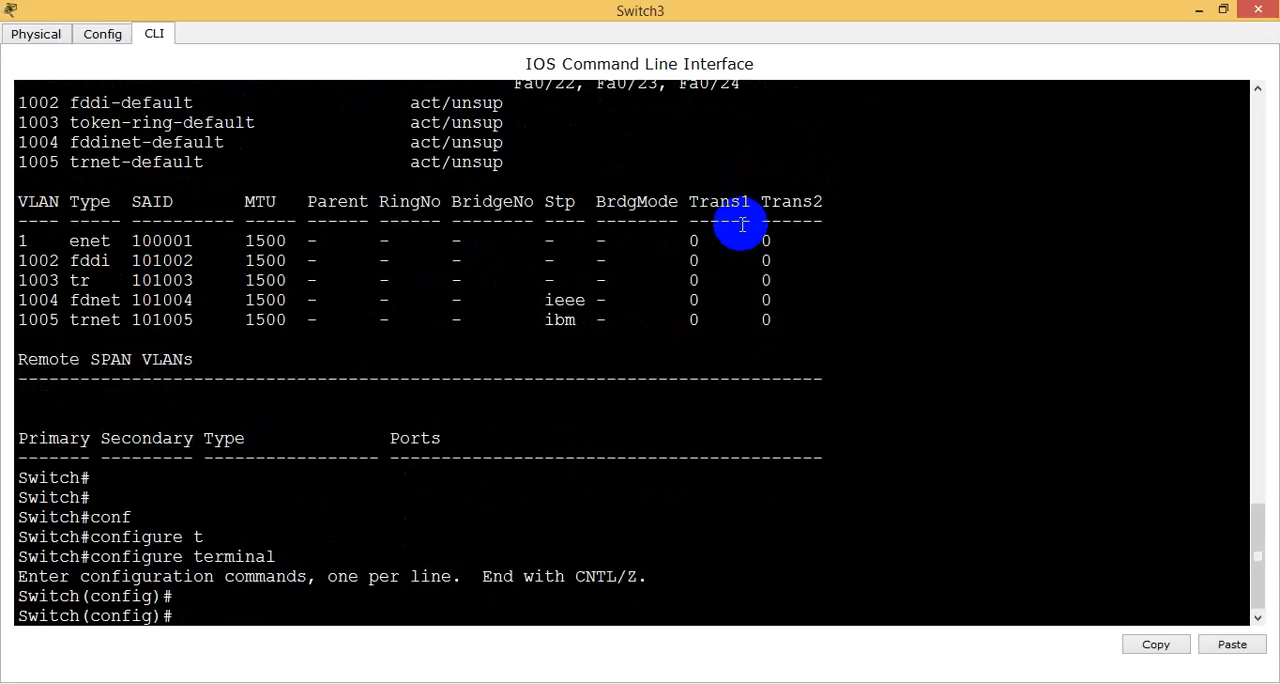 Switch3
Physical Config CLI
IOS Command Line Interface
Fa0/22, Fa0/23, Fa0/24
1002 fddi-default act/unsup
1003 token-ring-default act/unsup
1004 fddinet-default act/unsup
1005 trnet-default act/unsup
VLAN Type SAID MTU Parent RingNo BridgeNo Stp BrdgMode Trans1 Trans2
---- ----- ---------- ----- ------ ------ -------- ---- -------- ------ ------
1 enet 100001 1500 - - - - - 0 0
1002 fddi 101002 1500 - - - - - 0 0
1003 tr 101003 1500 - - - - - 0 0
1004 fdnet 101004 1500 - - - ieee - 0 0
1005 trnet 101005 1500 - - - ibm - 0 0
Remote SPAN VLANs
------------------------------------------------------------------------------
Primary Secondary Type Ports
------- --------- ----------------- ------------------------------------------
Switch#
Switch#
Switch#conf
Switch#configure t
Switch#configure terminal
Enter configuration commands, one per line. End with CNTL/Z.
Switch(config)#
Switch(config)#
Copy Paste